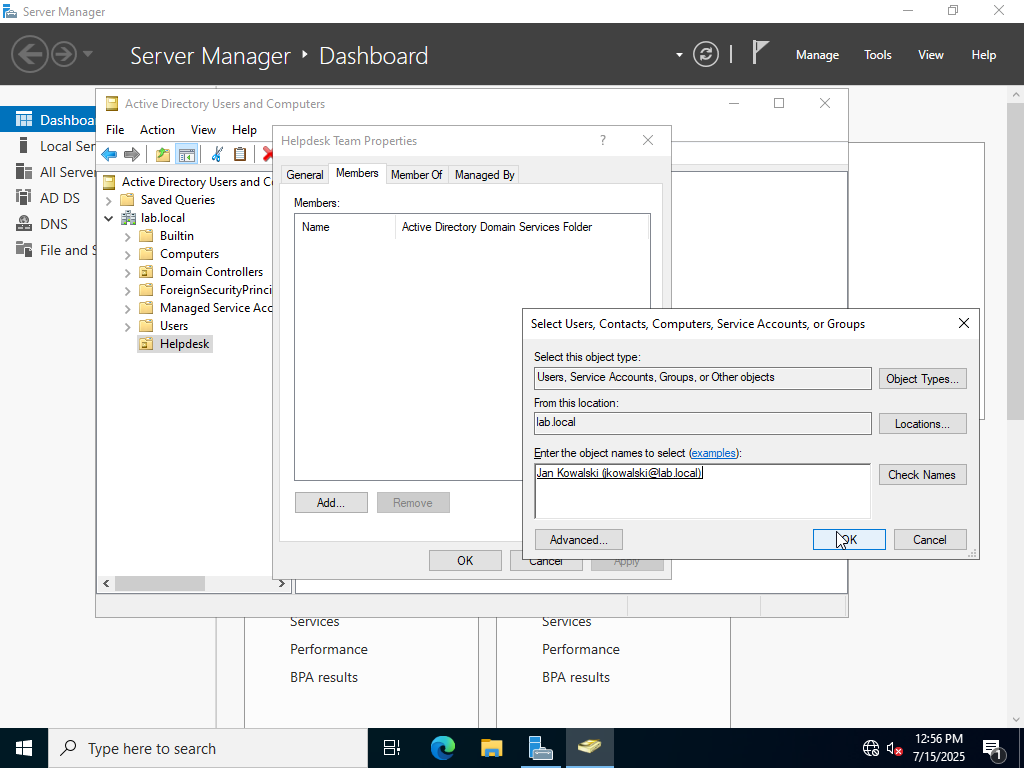 Server Manager
Server Manager • Dashboard
Manage
Tools
View
Help
Dashboa
Local Ser
All Server
AD DS
DNS
File and S
Active Directory Users and Computers
File
Action
View
Help
Active Directory Users and C
Saved Queries
lab.local
Builtin
Computers
Domain Controllers
ForeignSecurityPrinci
Managed Service Acc
Users
Helpdesk
Helpdesk Team Properties
?
General
Members
Member Of
Managed By
Members:
Name
Active Directory Domain Services Folder
Add...
Remove
OK
Cancel
Apply
Select Users, Contacts, Computers, Service Accounts, or Groups
Select this object type:
Users, Service Accounts, Groups, or Other objects
Object Types...
From this location:
lab.local
Locations...
Enter the object names to select (examples):
Jan Kowalski (jkowalski@lab.local)
Check Names
Advanced...
OK
Cancel
Services
Performance
BPA results
Services
Performance
BPA results
Type here to search
12:56 PM
7/15/2025
1